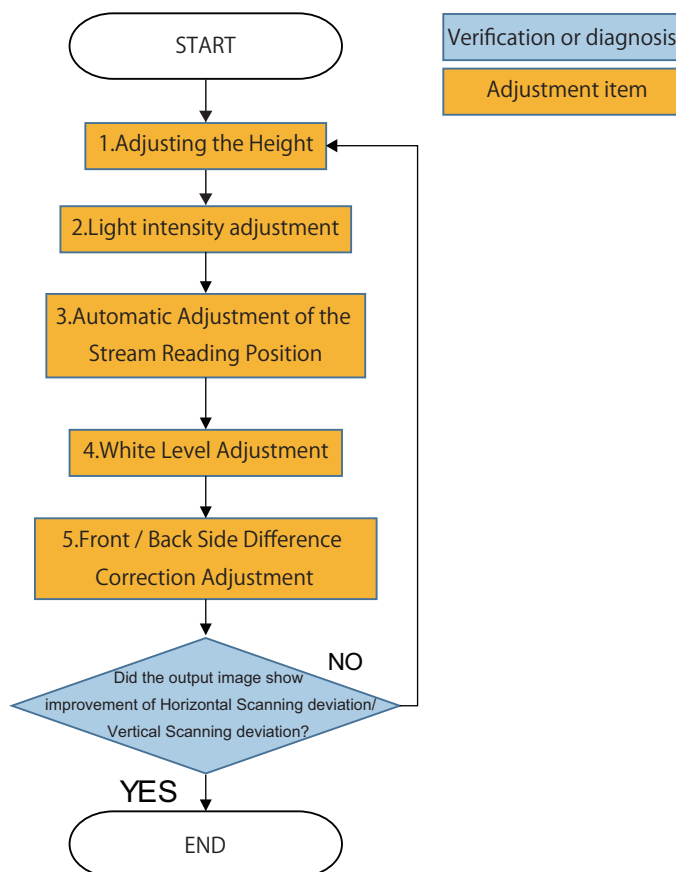 START
Verification or diagnosis
Adjustment item
1.Adjusting the Height
2.Light intensity adjustment
3.Automatic Adjustment of the
Stream Reading Position
4.White Level Adjustment
5.Front / Back Side Difference
Correction Adjustment
NO
Did the output image show
improvement of Horizontal Scanning deviation/
Vertical Scanning deviation?
YES
END